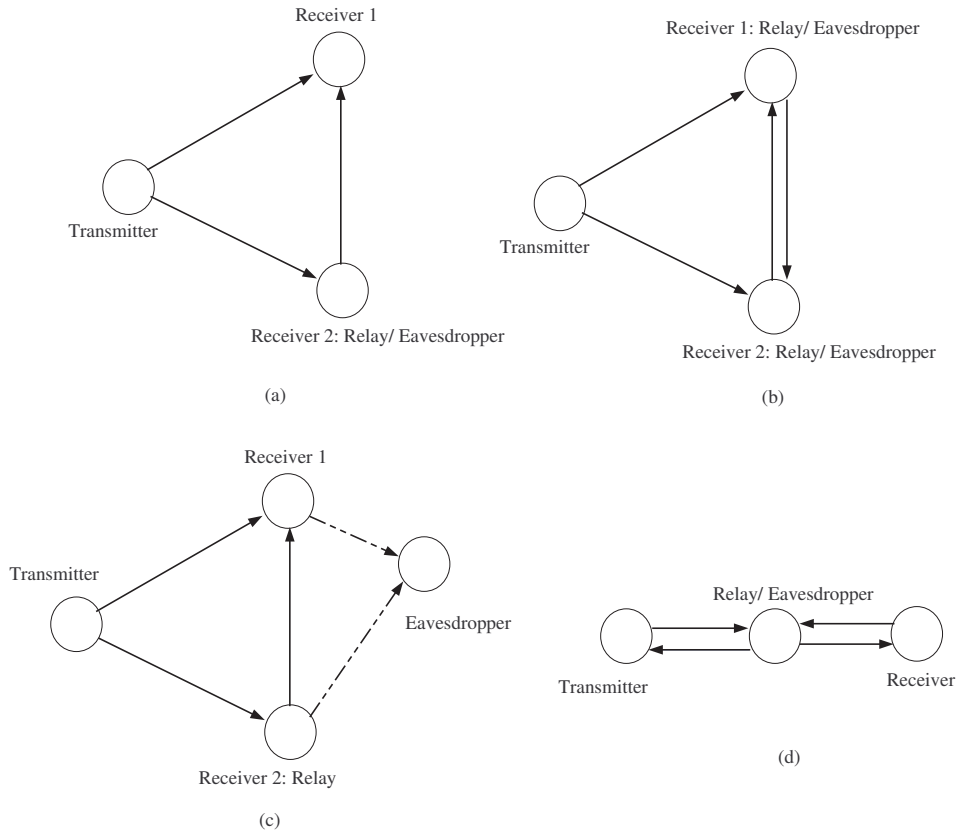 Receiver 1
Transmitter
Receiver 2: Relay/ Eavesdropper
(a)
Receiver 1: Relay/ Eavesdropper
Transmitter
Receiver 2: Relay/ Eavesdropper
(b)
Receiver 1
Transmitter
Eavesdropper
Receiver 2: Relay
(c)
Relay/ Eavesdropper
Transmitter
Receiver
(d)